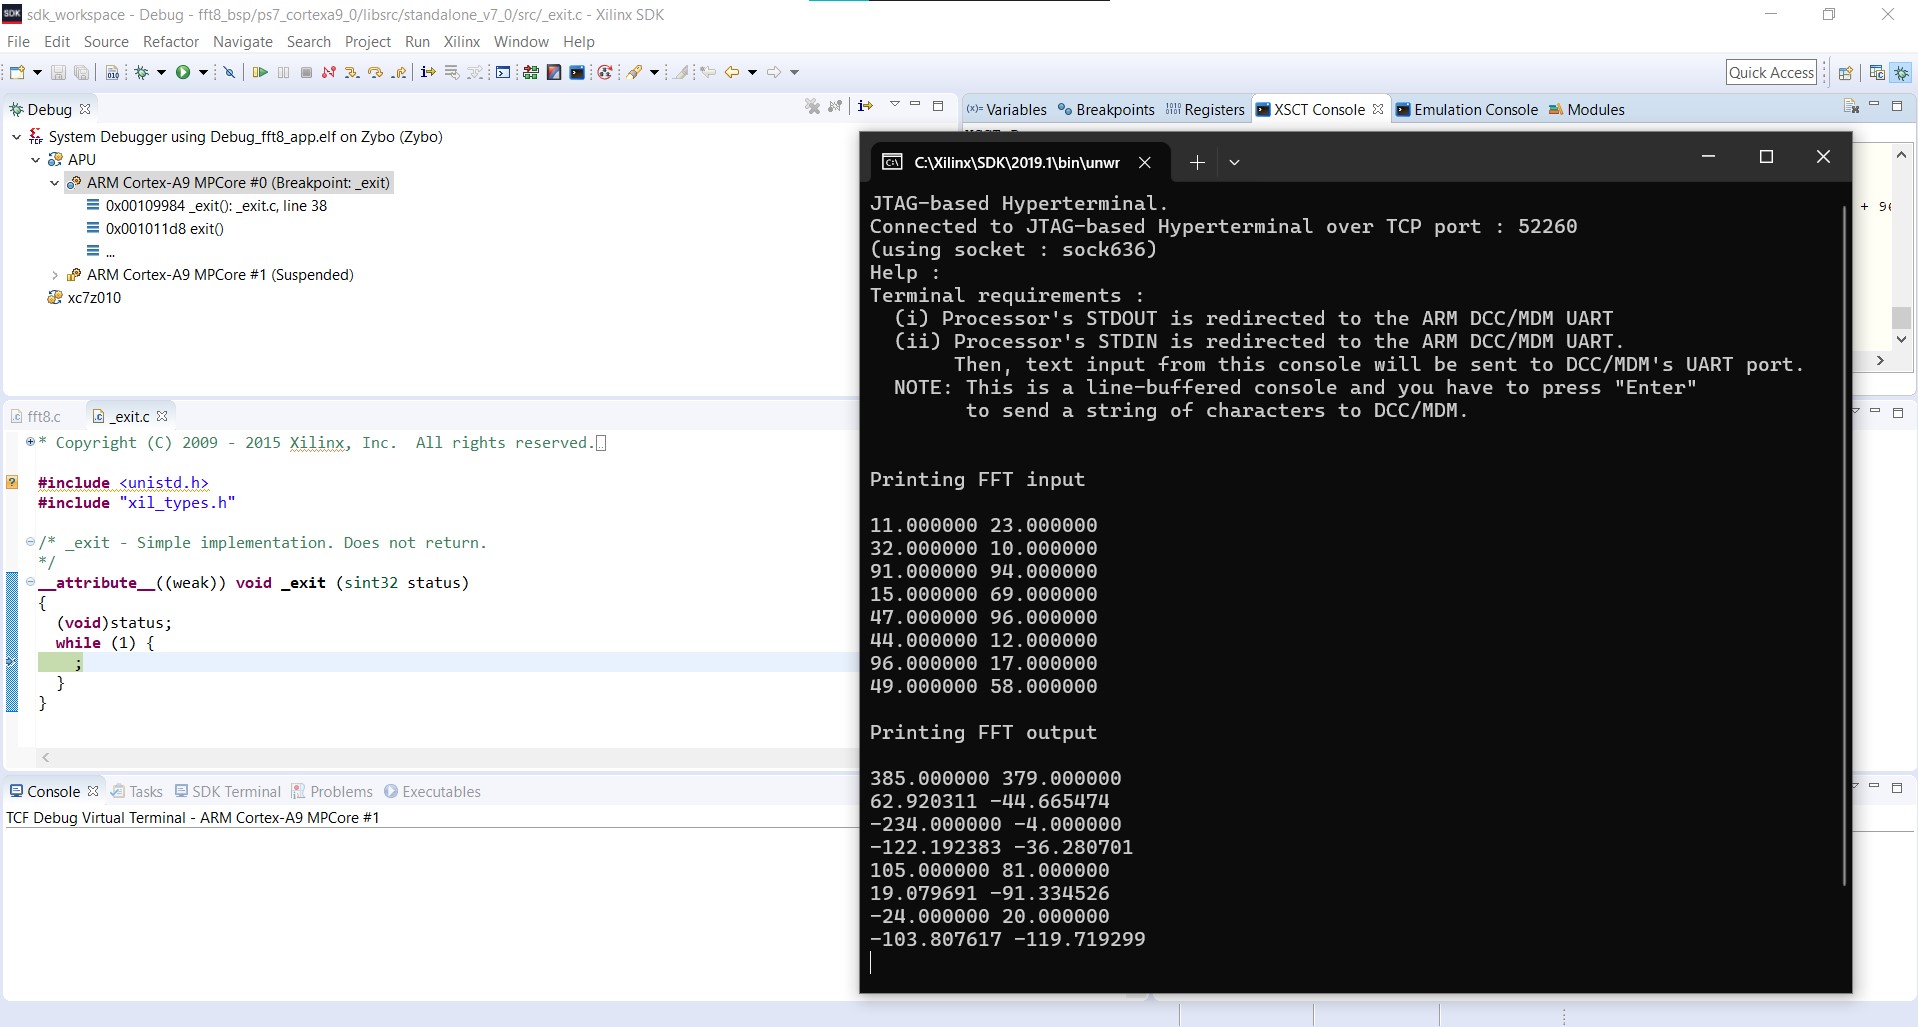 SDK sdk_workspace - Debug - fft8_bsp/ps7_cortexa9_0/libsrc/standalone_v7_0/src/_exit.c - Xilinx SDK
File Edit Source Refactor Navigate Search Project Run Xilinx Window Help
Quick Access
Debug
System Debugger using Debug_fft8_app.elf on Zybo (Zybo)
APU
ARM Cortex-A9 MPCore #0 (Breakpoint: _exit)
0x00109984 _exit(): _exit.c, line 38
0x001011d8 exit()
...
ARM Cortex-A9 MPCore #1 (Suspended)
xc7z010
(x)= Variables Breakpoints Registers XSCT Console Emulation Console Modules
+ 96
C:\Xilinx\SDK\2019.1\bin\unwr
JTAG-based Hyperterminal.
Connected to JTAG-based Hyperterminal over TCP port : 52260
(using socket : sock636)
Help :
Terminal requirements :
(i) Processor's STDOUT is redirected to the ARM DCC/MDM UART
(ii) Processor's STDIN is redirected to the ARM DCC/MDM UART.
Then, text input from this console will be sent to DCC/MDM's UART port.
NOTE: This is a line-buffered console and you have to press "Enter"
to send a string of characters to DCC/MDM.
Printing FFT input
11.000000 23.000000
32.000000 10.000000
91.000000 94.000000
15.000000 69.000000
47.000000 96.000000
44.000000 12.000000
96.000000 17.000000
49.000000 58.000000
Printing FFT output
385.000000 379.000000
62.920311 -44.665474
-234.000000 -4.000000
-122.192383 -36.280701
105.000000 81.000000
19.079691 -91.334526
-24.000000 20.000000
-103.807617 -119.719299
fft8.c _exit.c
* Copyright (C) 2009 - 2015 Xilinx, Inc.  All rights reserved.
#include <unistd.h>
#include "xil_types.h"
/* _exit - Simple implementation. Does not return.
*/
__attribute__((weak)) void _exit (sint32 status)
{
(void)status;
while (1) {
;
}
}
Console Tasks SDK Terminal Problems Executables
TCF Debug Virtual Terminal - ARM Cortex-A9 MPCore #1